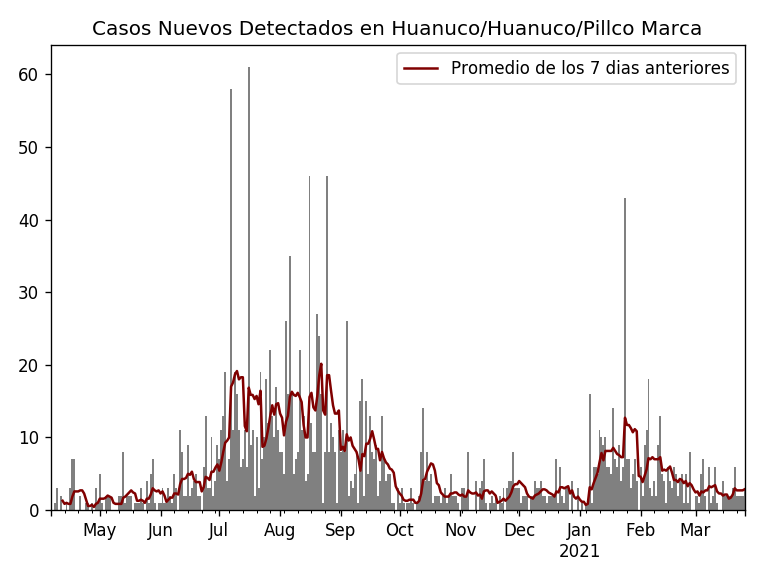 Casos Nuevos Detectados en Huanuco/Huanuco/Pillco Marca
Promedio de los 7 dias anteriores
60
50
40
30
20
10
0
May Jun Jul Aug Sep Oct Nov Dec Jan Feb Mar
2021